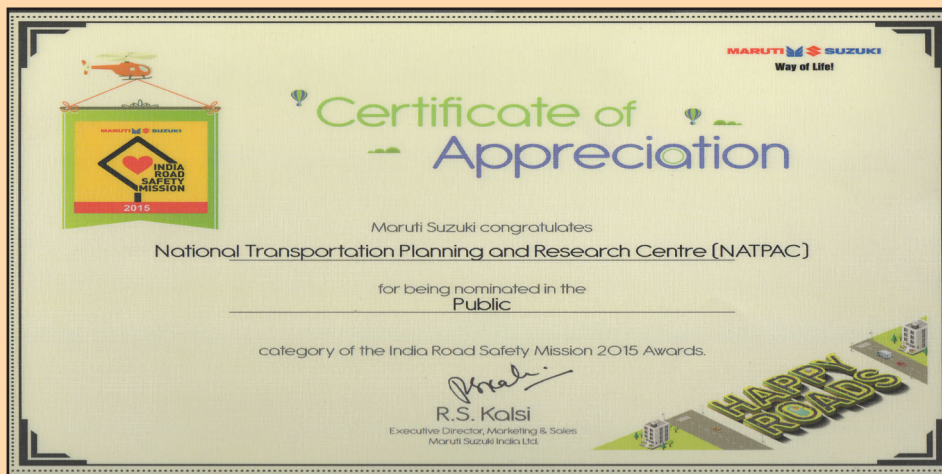 MARUTI SUZUKI
Way of Life!
MARUTI SUZUKI
INDIA
ROAD
SAFETY
MISSION
2015
Certificate of
Appreciation
Maruti Suzuki congratulates
National Transportation Planning and Research Centre (NATPAC)
for being nominated in the
Public
category of the India Road Safety Mission 2015 Awards.
R.S. Kalsi
Executive Director, Marketing & Sales
Maruti Suzuki India Ltd.
HAPPY
ROADS